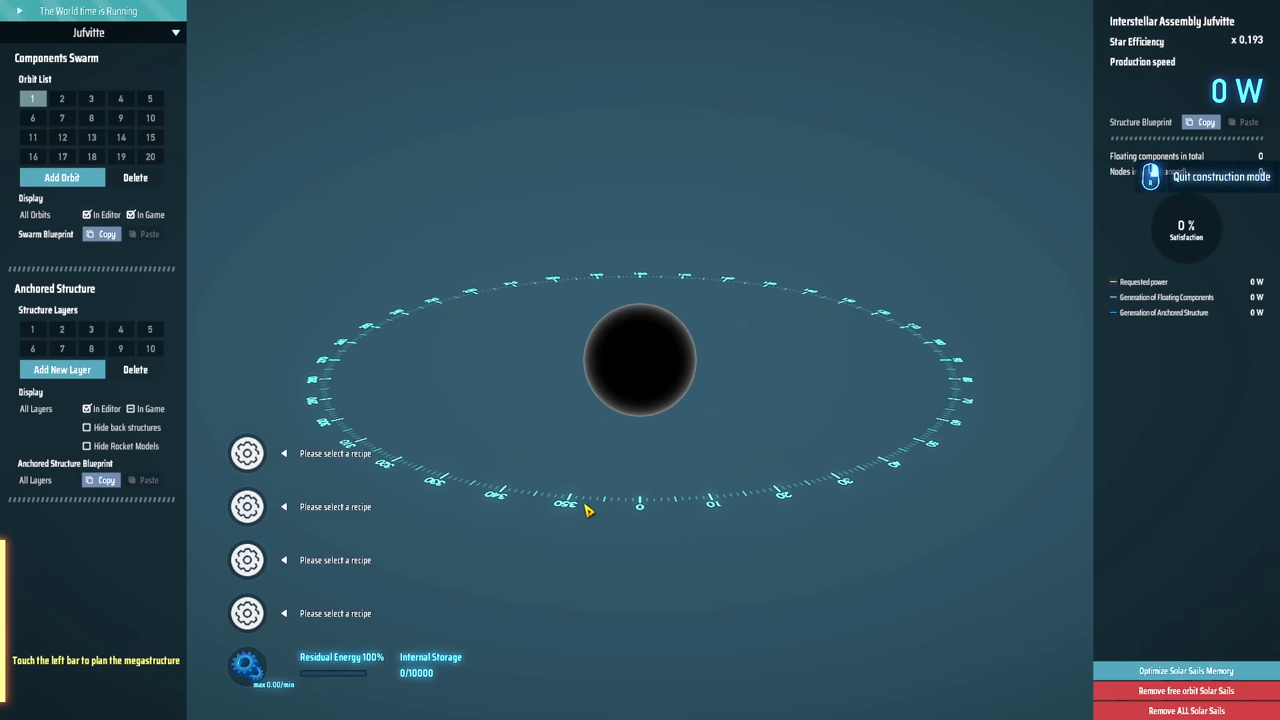 The World time is Running
Jufvitte
Components Swarm
Orbit List
1 2 3 4 5
6 7 8 9 10
11 12 13 14 15
16 17 18 19 20
Add Orbit Delete
Display
All Orbits In Editor In Game
Swarm Blueprint Copy Paste
Anchored Structure
Structure Layers
1 2 3 4 5
6 7 8 9 10
Add New Layer Delete
Display
All Layers In Editor In Game
Hide back structures
Hide Rocket Models
Anchored Structure Blueprint
All Layers Copy Paste
Touch the left bar to plan the megastructure
340 350 0 10 20 30
Please select a recipe
Please select a recipe
Please select a recipe
Please select a recipe
Residual Energy 100% Internal Storage
0/10000
max 0.00/min
Interstellar Assembly Jufvitte
Star Efficiency x 0.193
Production speed
0 W
Structure Blueprint Copy Paste
Floating components in total 0
Nodes in
Quit construction mode
R
0 %
Satisfaction
Requested power 0 W
Generation of Floating Components 0 W
Generation of Anchored Structure 0 W
Optimize Solar Sails Memory
Remove free orbit Solar Sails
Remove ALL Solar Sails